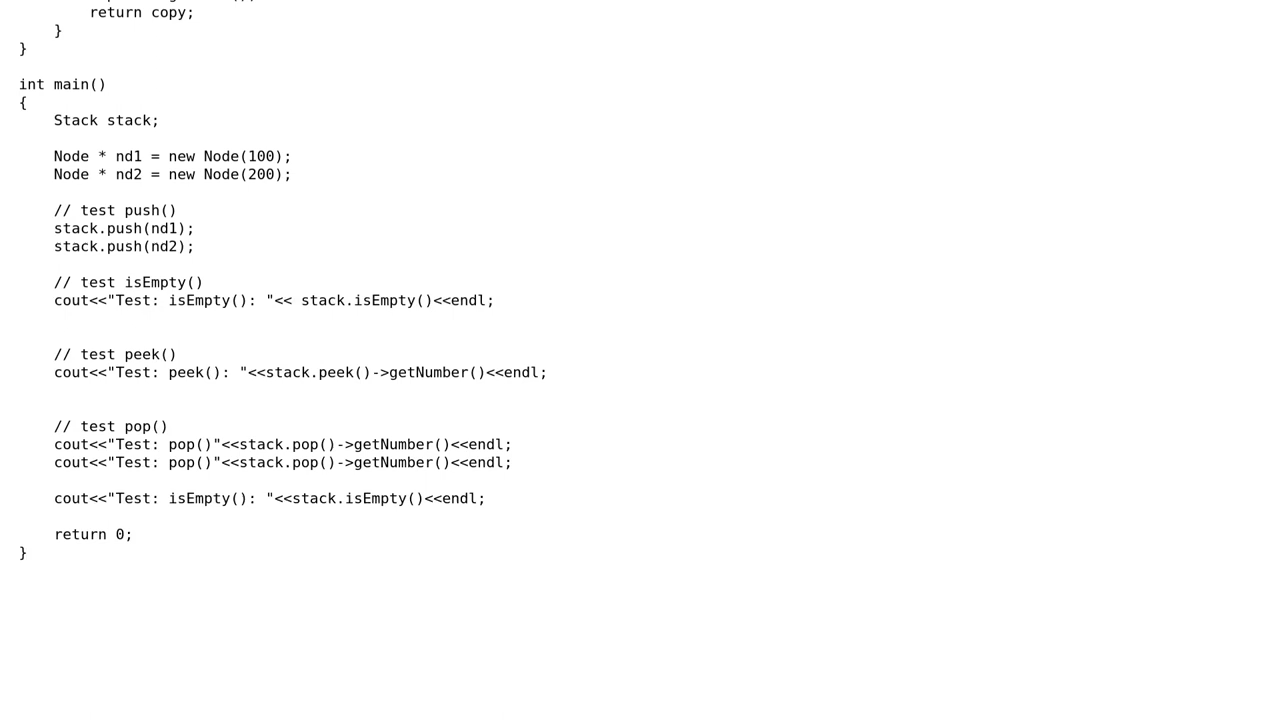 return copy;
}
}
int main()
{
Stack stack;
Node * nd1 = new Node(100);
Node * nd2 = new Node(200);
// test push()
stack.push(nd1);
stack.push(nd2);
// test isEmpty()
cout<<"Test: isEmpty(): "<< stack.isEmpty()<<endl;
// test peek()
cout<<"Test: peek(): "<<stack.peek()->getNumber()<<endl;
// test pop()
cout<<"Test: pop()"<<stack.pop()->getNumber()<<endl;
cout<<"Test: pop()"<<stack.pop()->getNumber()<<endl;
cout<<"Test: isEmpty(): "<<stack.isEmpty()<<endl;
return 0;
}